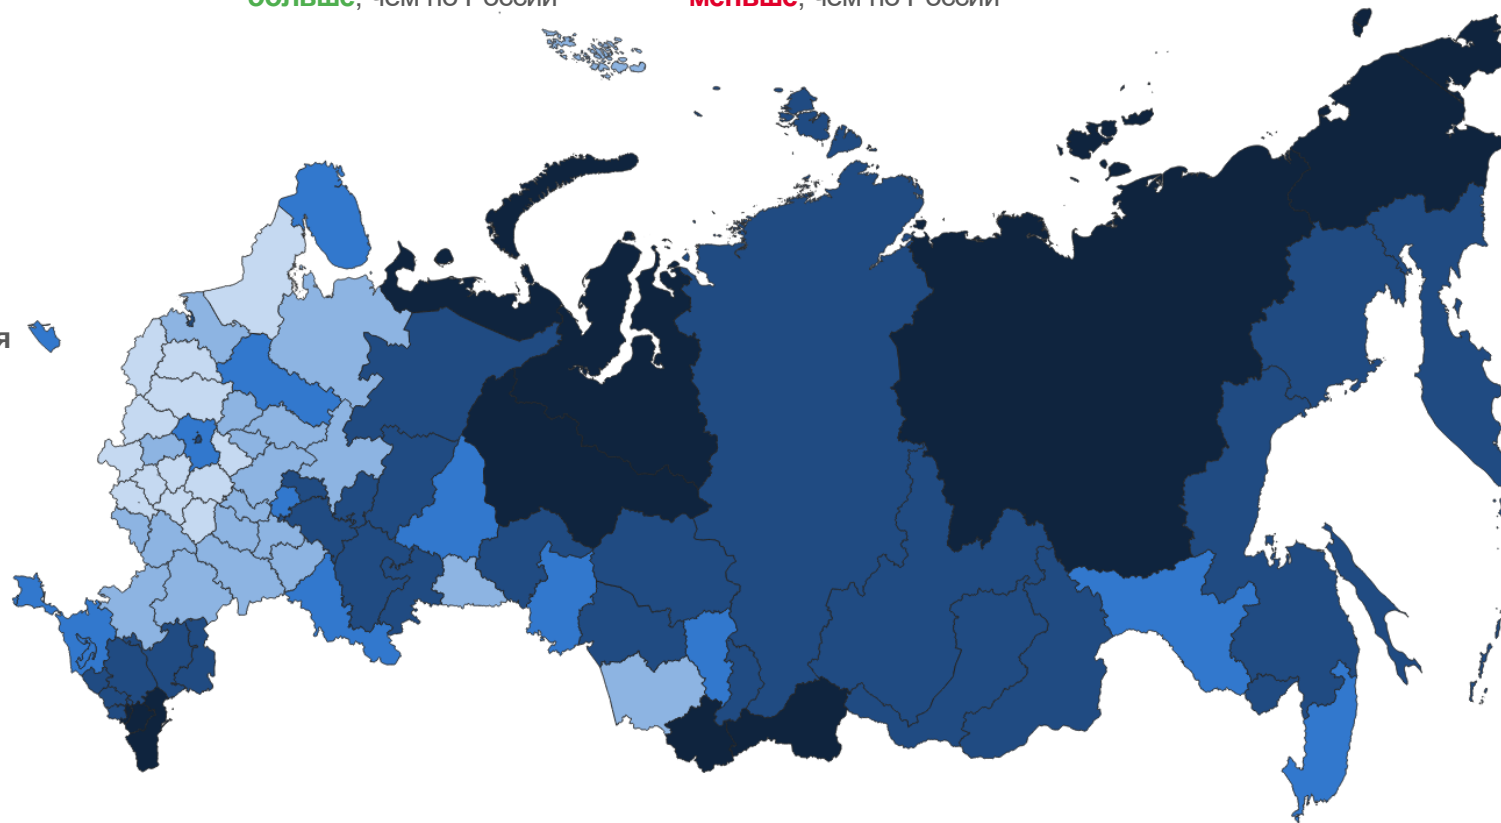 больше, чем по России меньше, чем по России
я